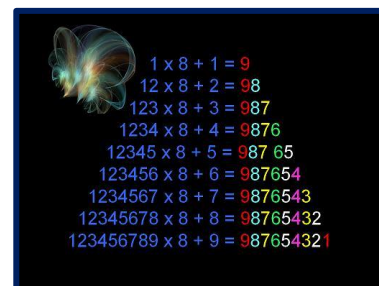 1 x 8 + 1 = 9
12 x 8 + 2 = 98
123 x 8 + 3 = 987
1234 x 8 + 4 = 9876
12345 x 8 + 5 = 987 65
123456 x 8 + 6 = 987654
1234567 x 8 + 7 = 9876543
12345678 x 8 + 8 = 98765432
123456789 x 8 + 9 = 987654321